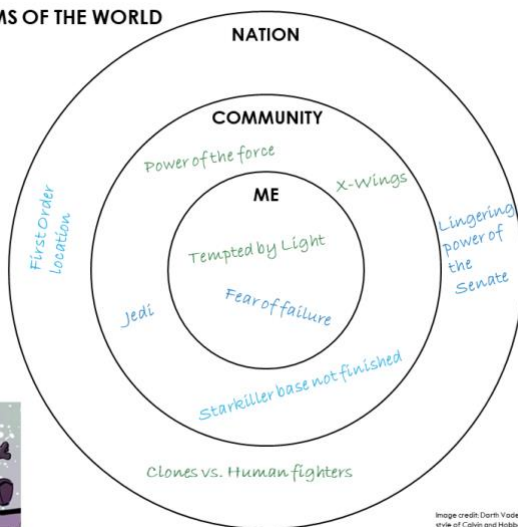 MS OF THE WORLD
NATION
COMMUNITY
Power of the force
X-Wings
ME
Tempted by Light
Fear of failure
First Order
location
Lingering
power of
the
Senate
Jedi
Starkiller base not finished
Clones vs. Human fighters
Image credit: Darth Vade
style of Calvin and Hobb